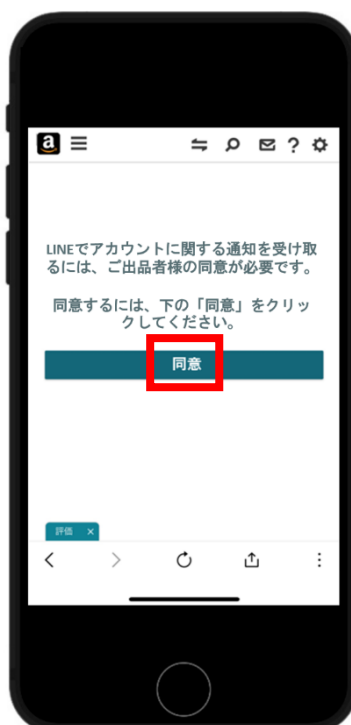 a
LINEでアカウントに関する通知を受け取
るには、ご出品者様の同意が必要です。
同意するには、下の「同意」をクリッ
クしてください。
同意
評価 ×